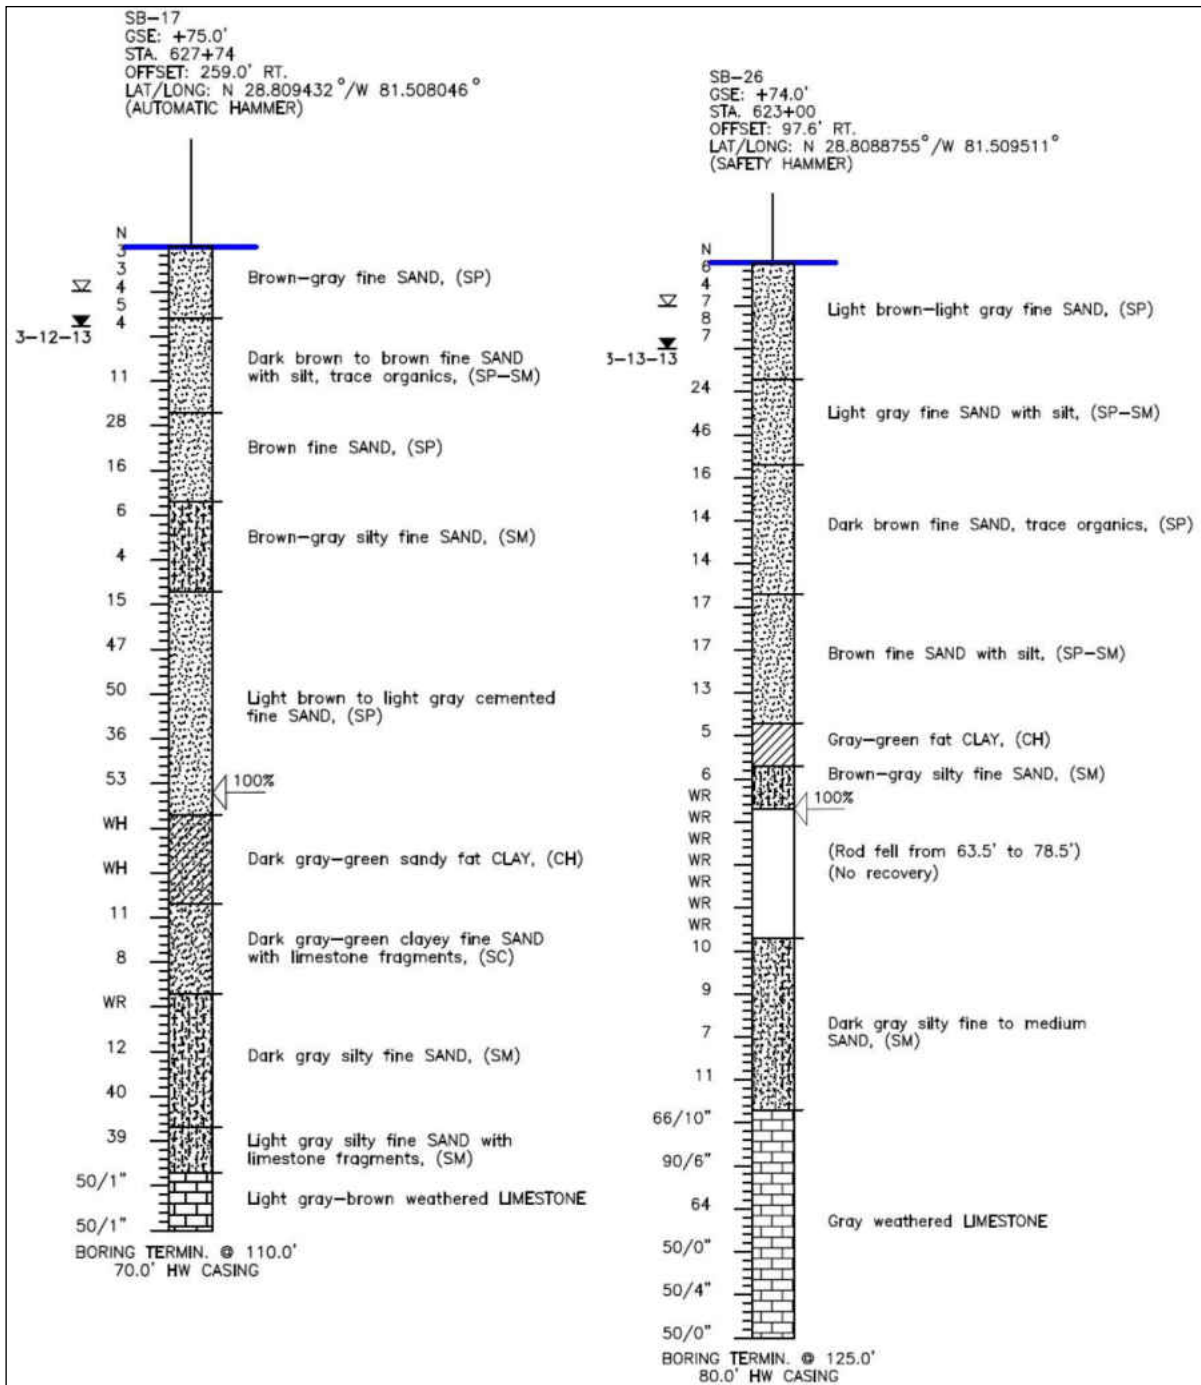 SB-17
GSE: +75.0'
STA. 627+74
OFFSET: 259.0' RT.
LAT/LONG: N 28.809432°/W 81.508046°
(AUTOMATIC HAMMER)
N
3
3
4
5
4
3-12-13
11
28
16
6
4
15
47
50
36
53
WH
WH
11
8
WR
12
40
39
50/1"
50/1"
Brown-gray fine SAND, (SP)
Dark brown to brown fine SAND
with silt, trace organics, (SP-SM)
Brown fine SAND, (SP)
Brown-gray silty fine SAND, (SM)
Light brown to light gray cemented
fine SAND, (SP)
100%
Dark gray-green sandy fat CLAY, (CH)
Dark gray-green clayey fine SAND
with limestone fragments, (SC)
Dark gray silty fine SAND, (SM)
Light gray silty fine SAND with
limestone fragments, (SM)
Light gray-brown weathered LIMESTONE
BORING TERMIN. @ 110.0'
70.0' HW CASING
SB-26
GSE: +74.0'
STA. 623+00
OFFSET: 97.6' RT.
LAT/LONG: N 28.8088755°/W 81.509511°
(SAFETY HAMMER)
N
6
4
7
8
7
3-13-13
24
46
16
14
14
17
17
13
5
6
WR
WR
WR
WR
WR
WR
WR
10
9
7
11
66/10"
90/6"
64
50/0"
50/4"
50/0"
Light brown-light gray fine SAND, (SP)
Light gray fine SAND with silt, (SP-SM)
Dark brown fine SAND, trace organics, (SP)
Brown fine SAND with silt, (SP-SM)
Gray-green fat CLAY, (CH)
Brown-gray silty fine SAND, (SM)
100%
(Rod fell from 63.5' to 78.5')
(No recovery)
Dark gray silty fine to medium
SAND, (SM)
Gray weathered LIMESTONE
BORING TERMIN. @ 125.0'
80.0' HW CASING